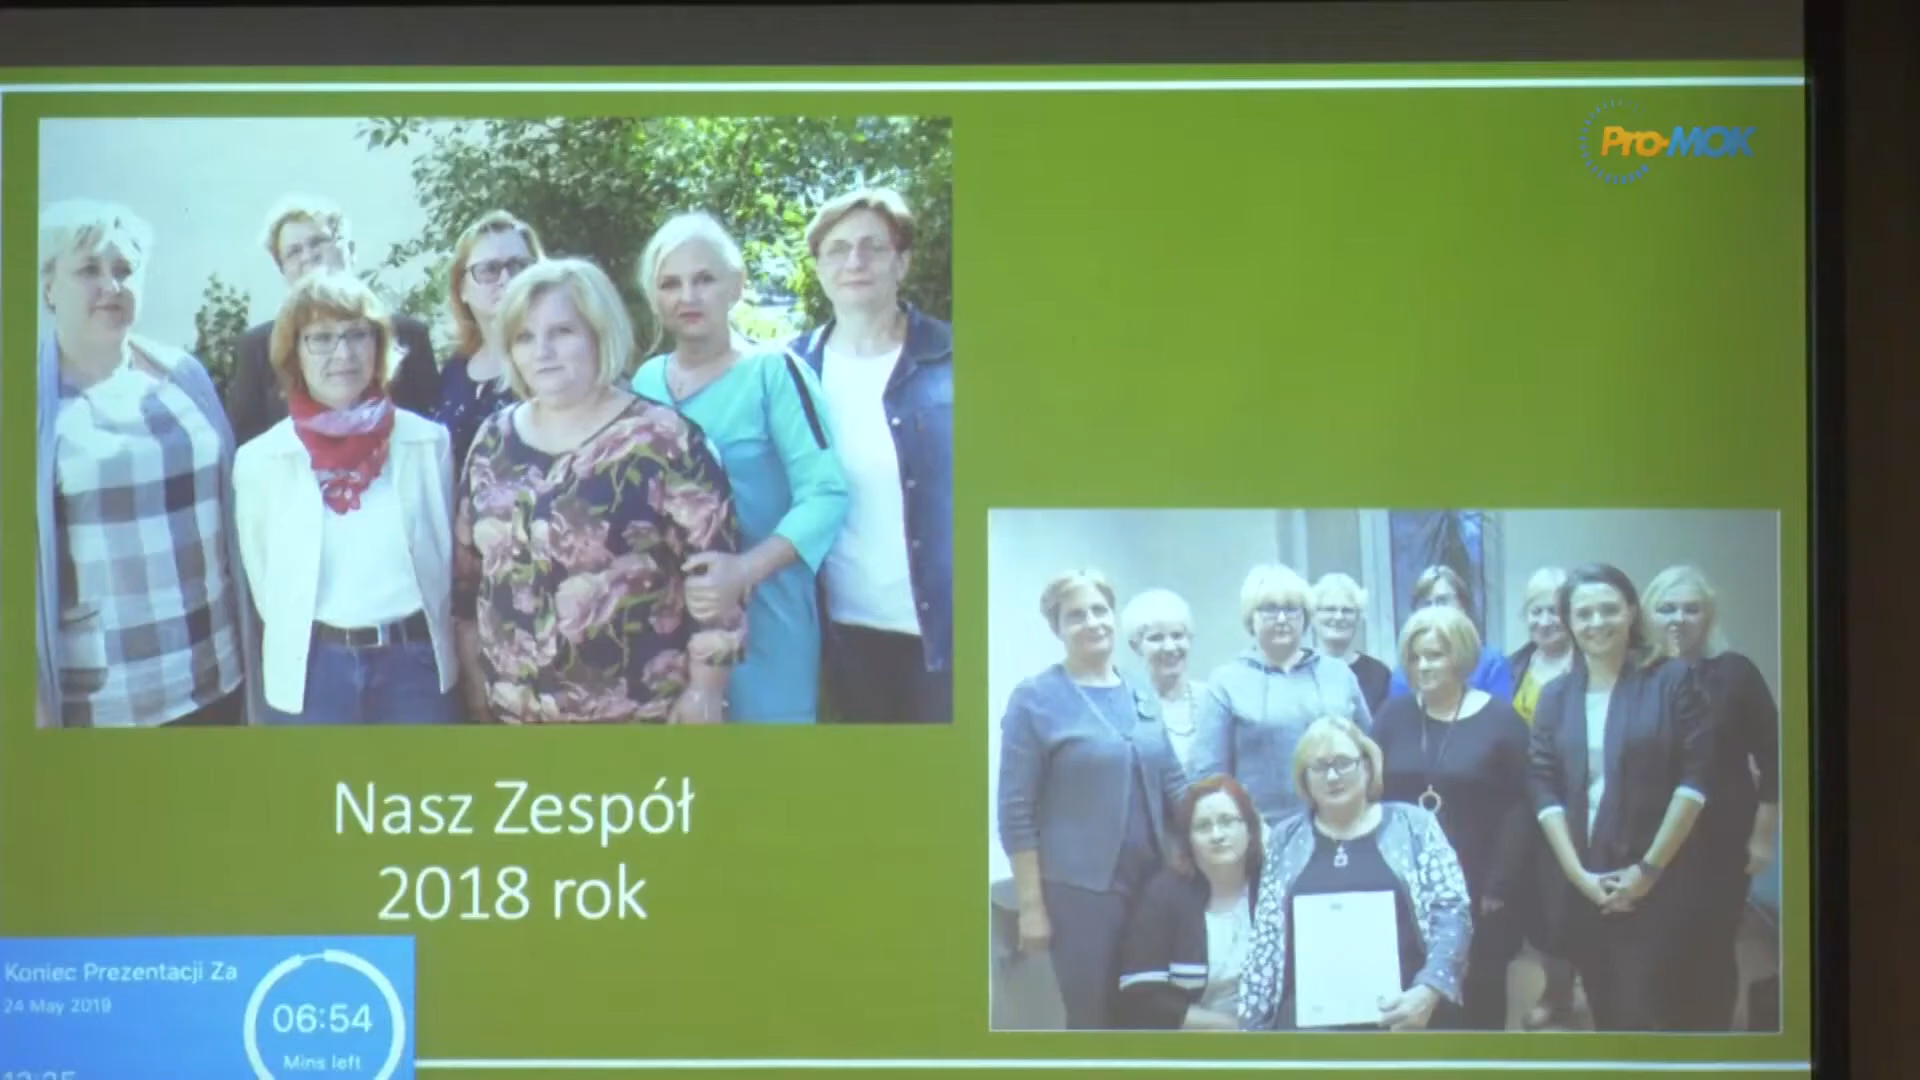 Pro-MOK
Nasz Zespół
2018 rok
Koniec Prezentacji Za
24 May 2019
06:54
Mins left